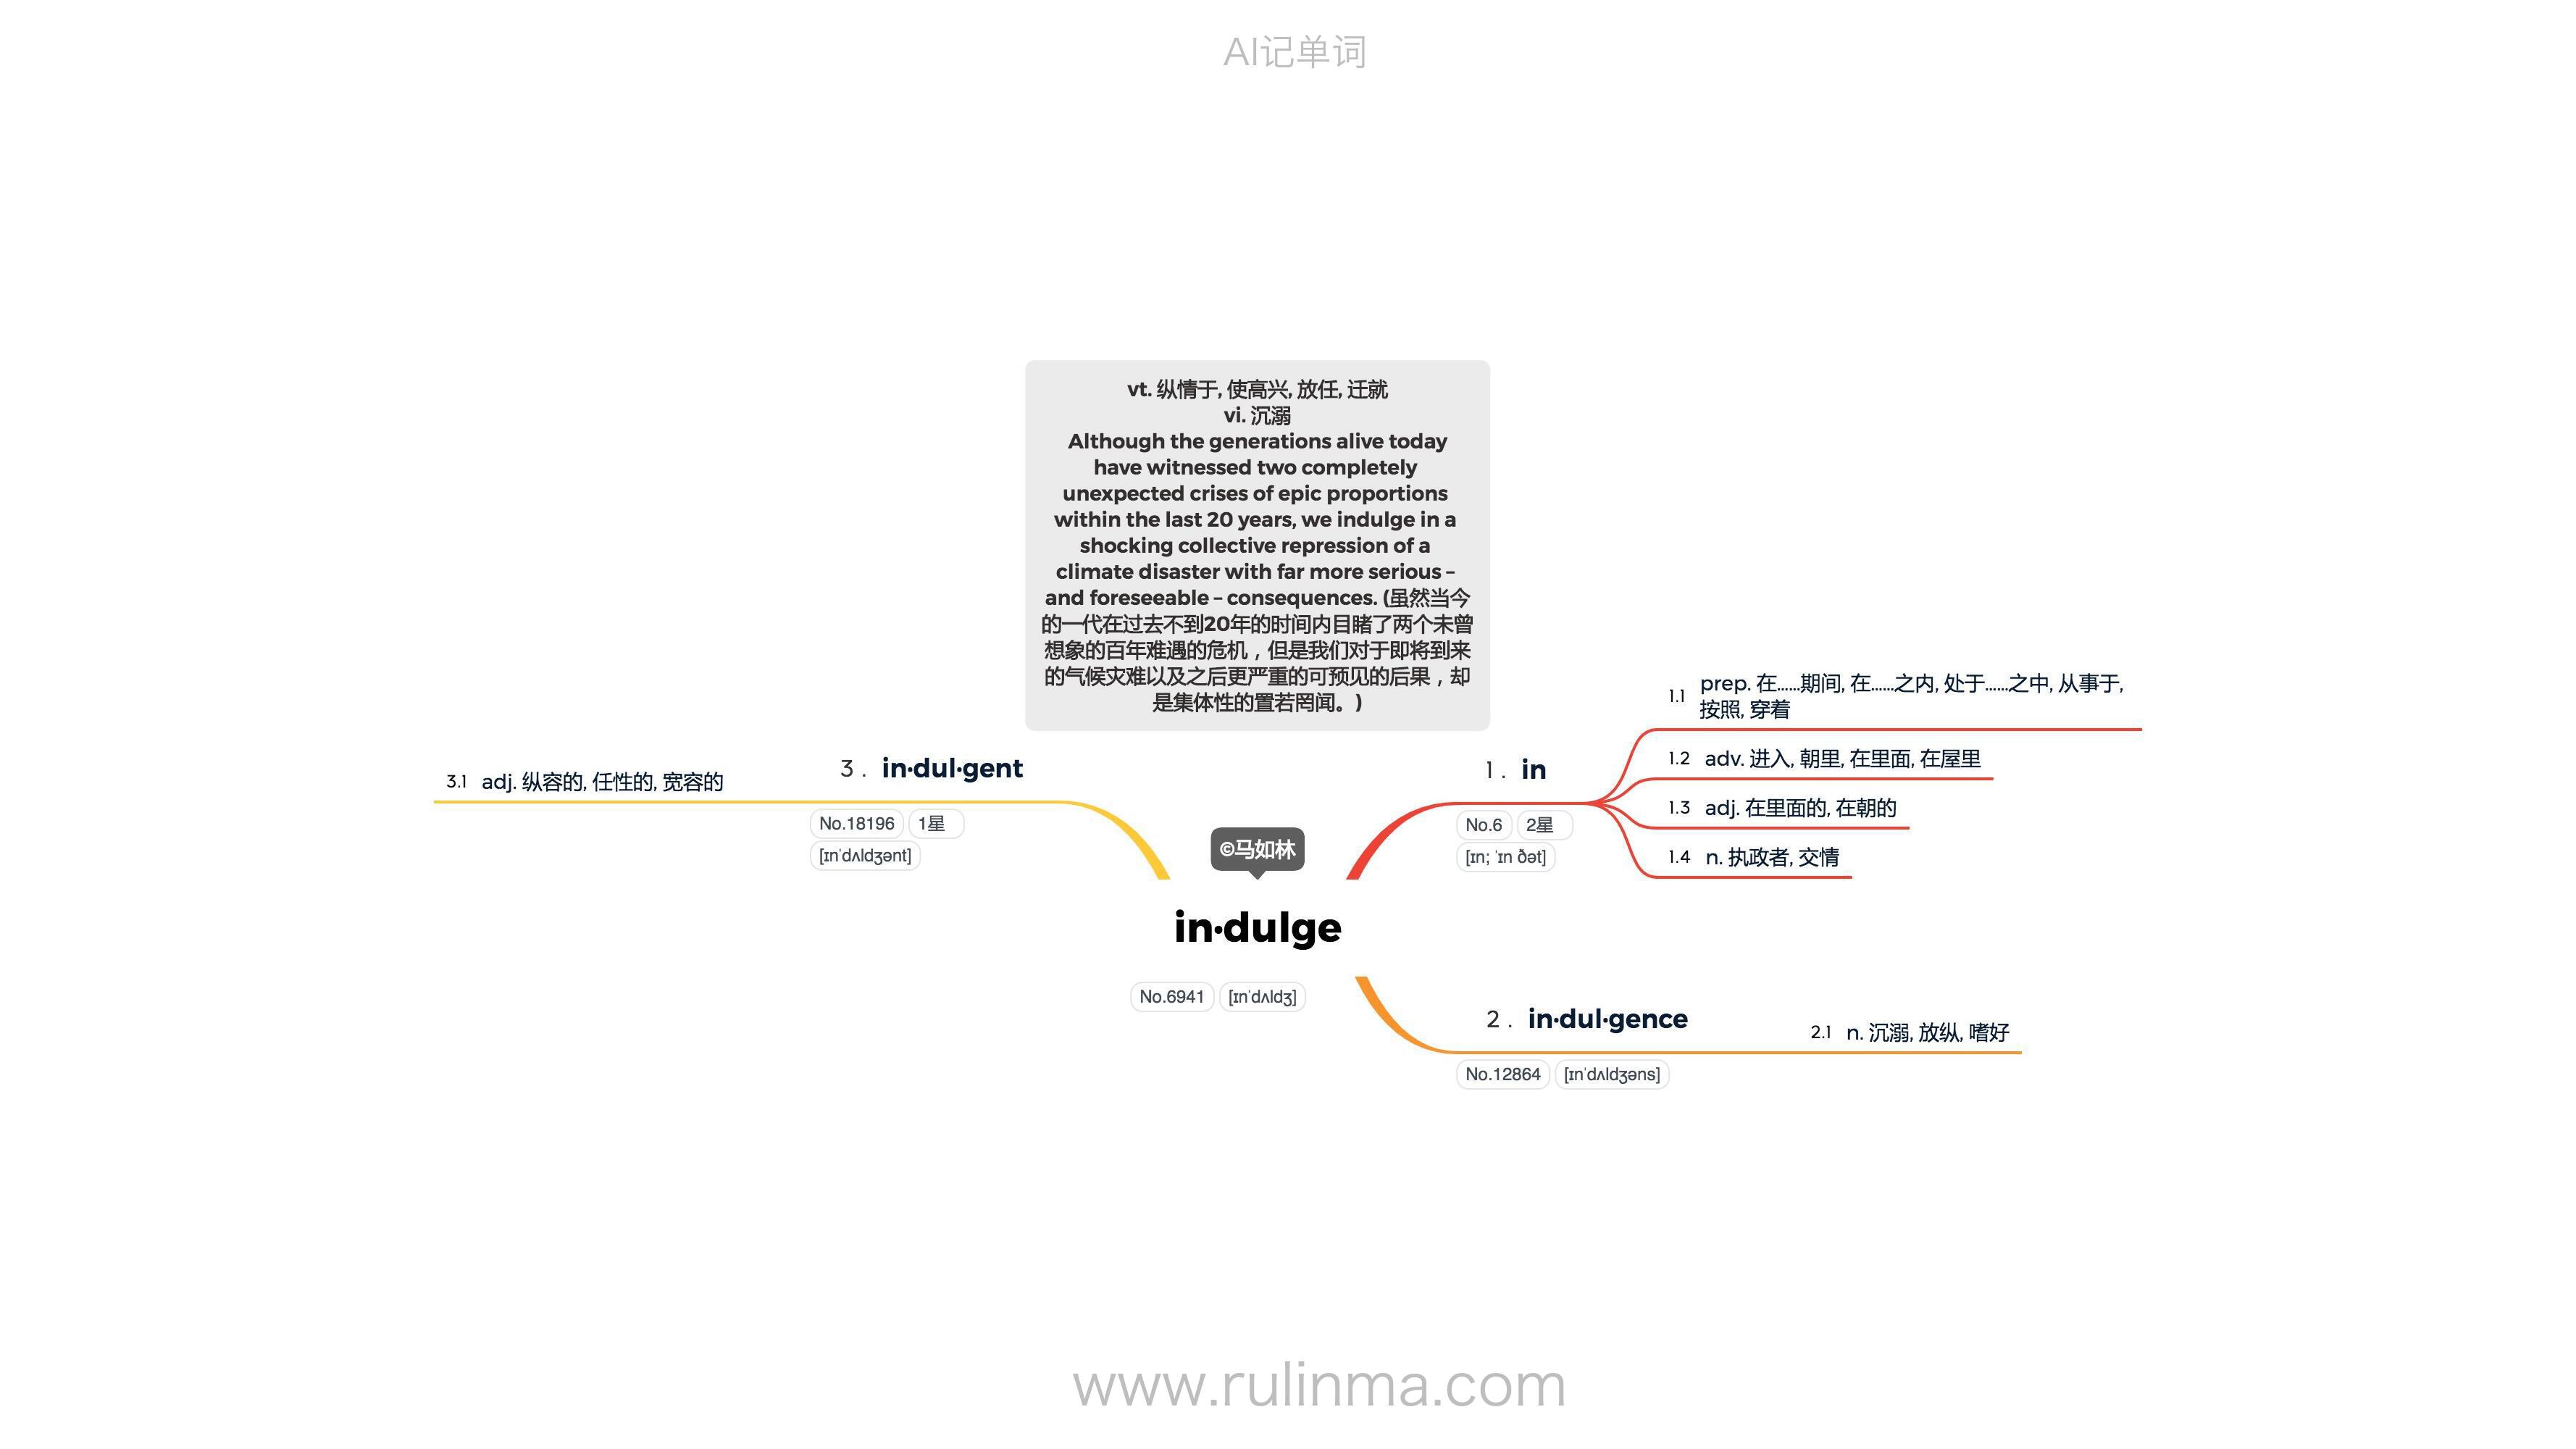 AI记单词
vt. 纵情于, 使高兴, 放任, 迁就
vi. 沉溺
Although the generations alive today
have witnessed two completely
unexpected crises of epic proportions
within the last 20 years, we indulge in a
shocking collective repression of a
climate disaster with far more serious –
and foreseeable – consequences. (虽然当今
的一代在过去不到20年的时间内目睹了两个未曾
想象的百年难遇的危机，但是我们对于即将到来
的气候灾难以及之后更严重的可预见的后果，却
是集体性的置若罔闻。)
©马如林
in·dulge
No.6941 [ɪnˈdʌldʒ]
1. in
No.6 2星
[ɪn; ˈɪn ðət]
1.1 prep. 在......期间, 在......之内, 处于......之中, 从事于,
按照, 穿着
1.2 adv. 进入, 朝里, 在里面, 在屋里
1.3 adj. 在里面的, 在朝的
1.4 n. 执政者, 交情
2. in·dul·gence
No.12864 [ɪnˈdʌldʒəns]
2.1 n. 沉溺, 放纵, 嗜好
3. in·dul·gent
No.18196 1星
[ɪnˈdʌldʒənt]
3.1 adj. 纵容的, 任性的, 宽容的
www.rulinma.com